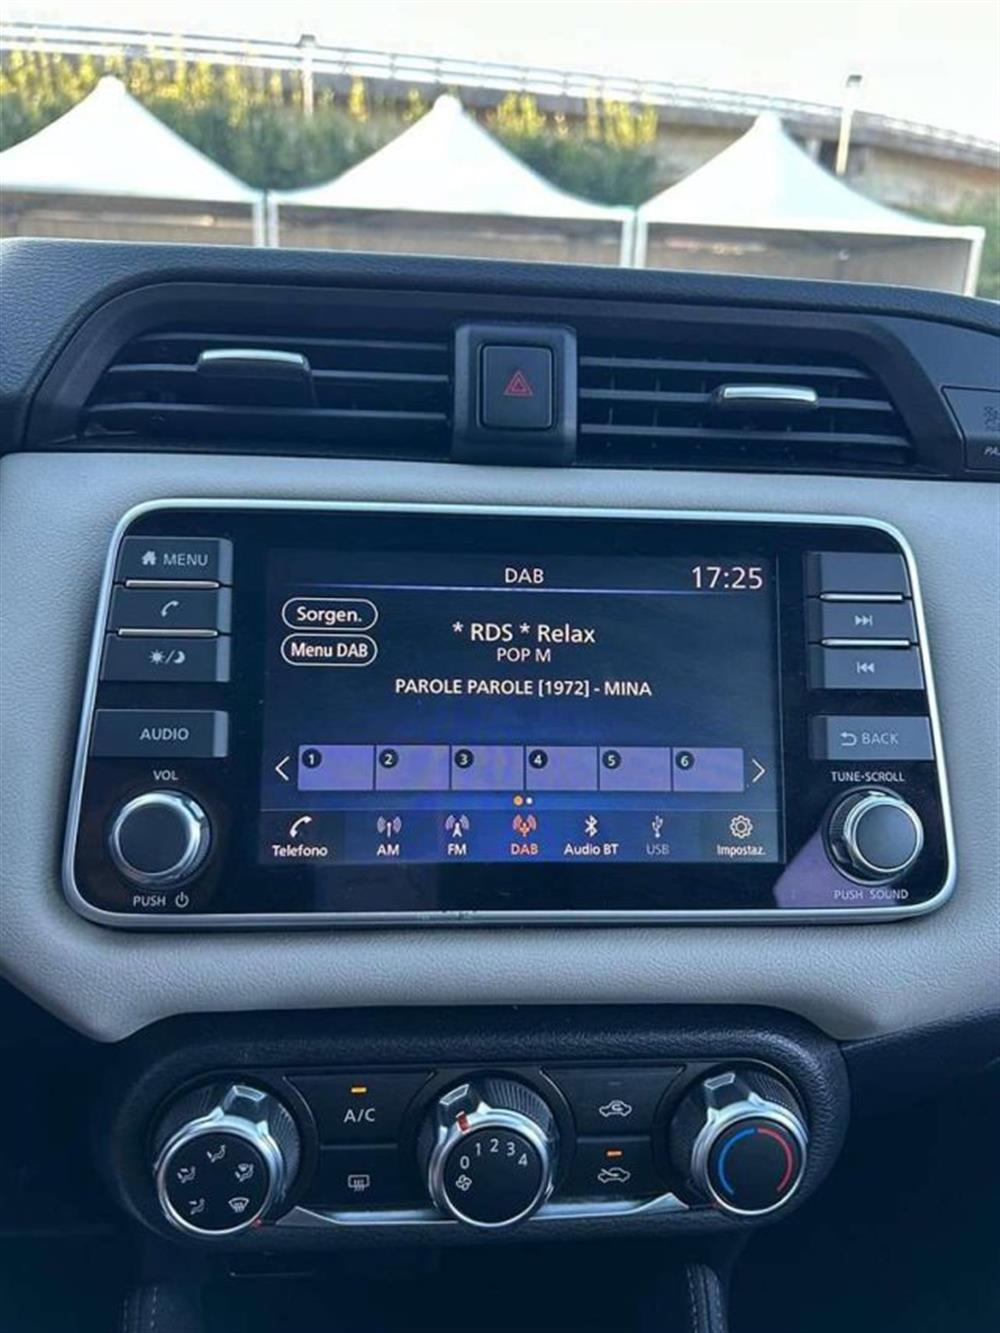 MENU
AUDIO
VOL
PUSH
DAB
17:25
Sorgen.
Menu DAB
* RDS * Relax
POP M
PAROLE PAROLE [1972] - MINA
1 2 3 4 5 6
Telefono AM FM DAB Audio BT USB Impostaz.
BACK
TUNE·SCROLL
PUSH SOUND
A/C
0 1 2 3 4